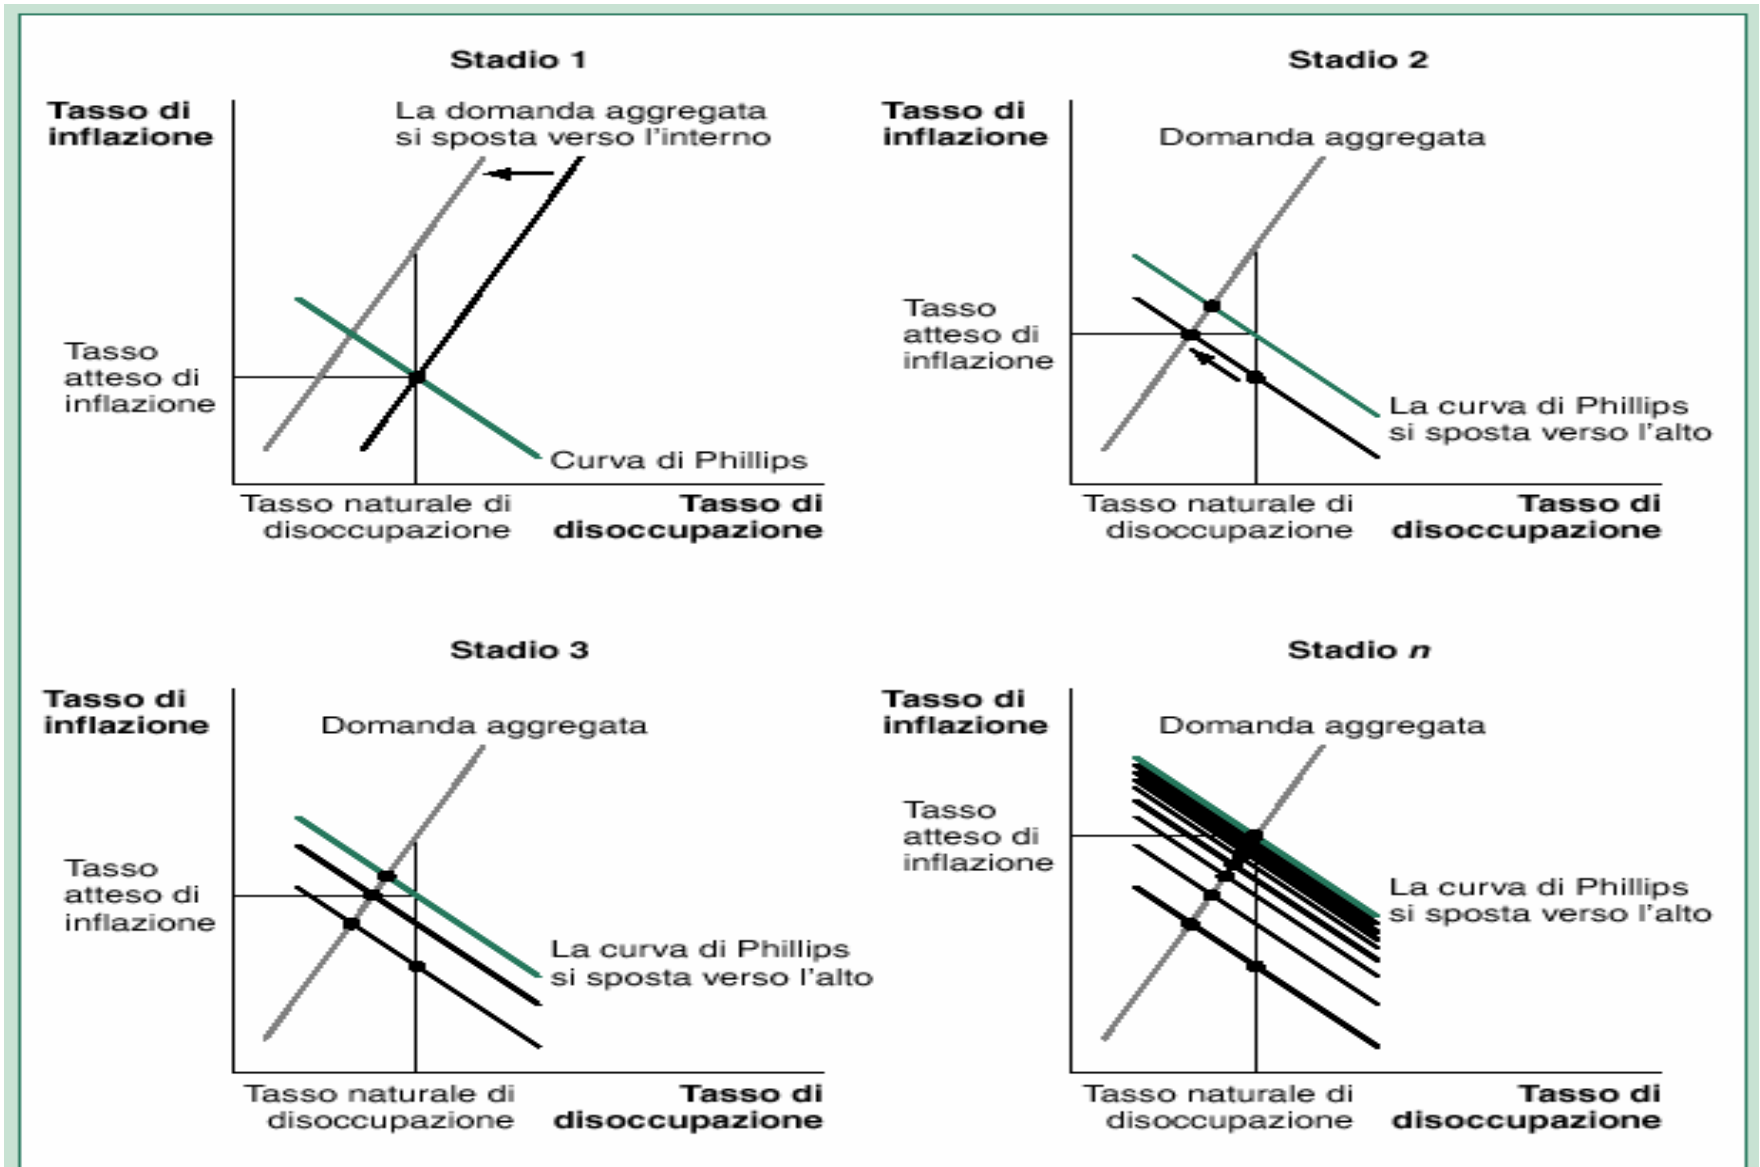 Stadio 1
Tasso di
inflazione
La domanda aggregata
si sposta verso l'interno
Tasso
atteso di
inflazione
Curva di Phillips
Tasso naturale di
disoccupazione
Tasso di
disoccupazione
Stadio 2
Tasso di
inflazione
Domanda aggregata
Tasso
atteso di
inflazione
La curva di Phillips
si sposta verso l'alto
Tasso naturale di
disoccupazione
Tasso di
disoccupazione
Stadio 3
Tasso di
inflazione
Domanda aggregata
Tasso
atteso di
inflazione
La curva di Phillips
si sposta verso l'alto
Tasso naturale di
disoccupazione
Tasso di
disoccupazione
Stadio n
Tasso di
inflazione
Domanda aggregata
Tasso
atteso di
inflazione
La curva di Phillips
si sposta verso l'alto
Tasso naturale di
disoccupazione
Tasso di
disoccupazione